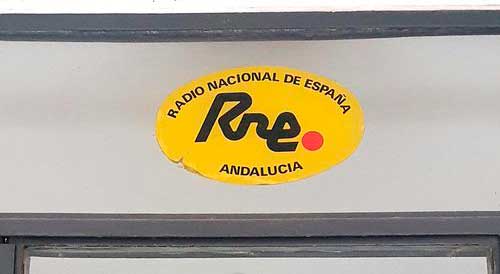 RADIO NACIONAL DE ESPAÑA
Rne
ANDALUCIA